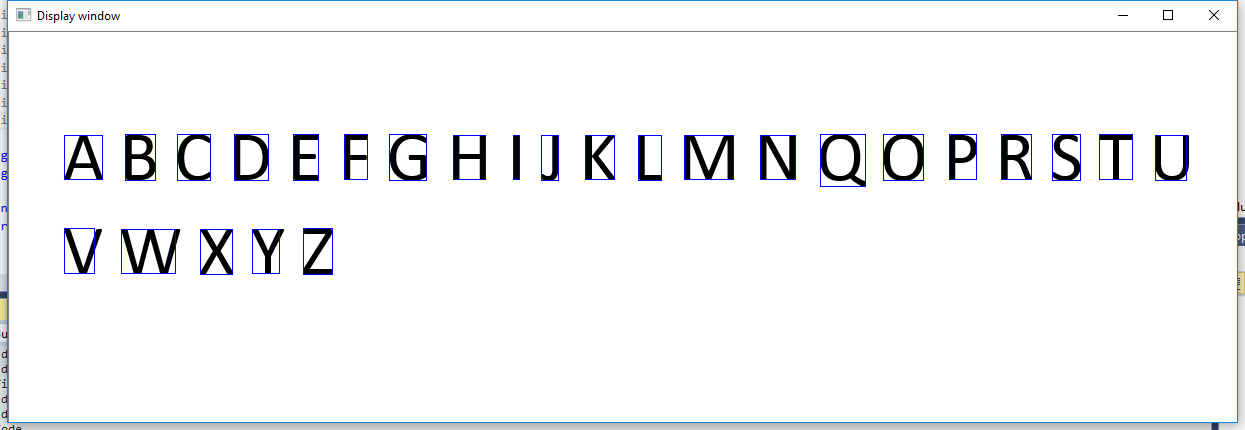 Display window
A B C D E F G H I J K L M N Q O P R S T U
V W X Y Z